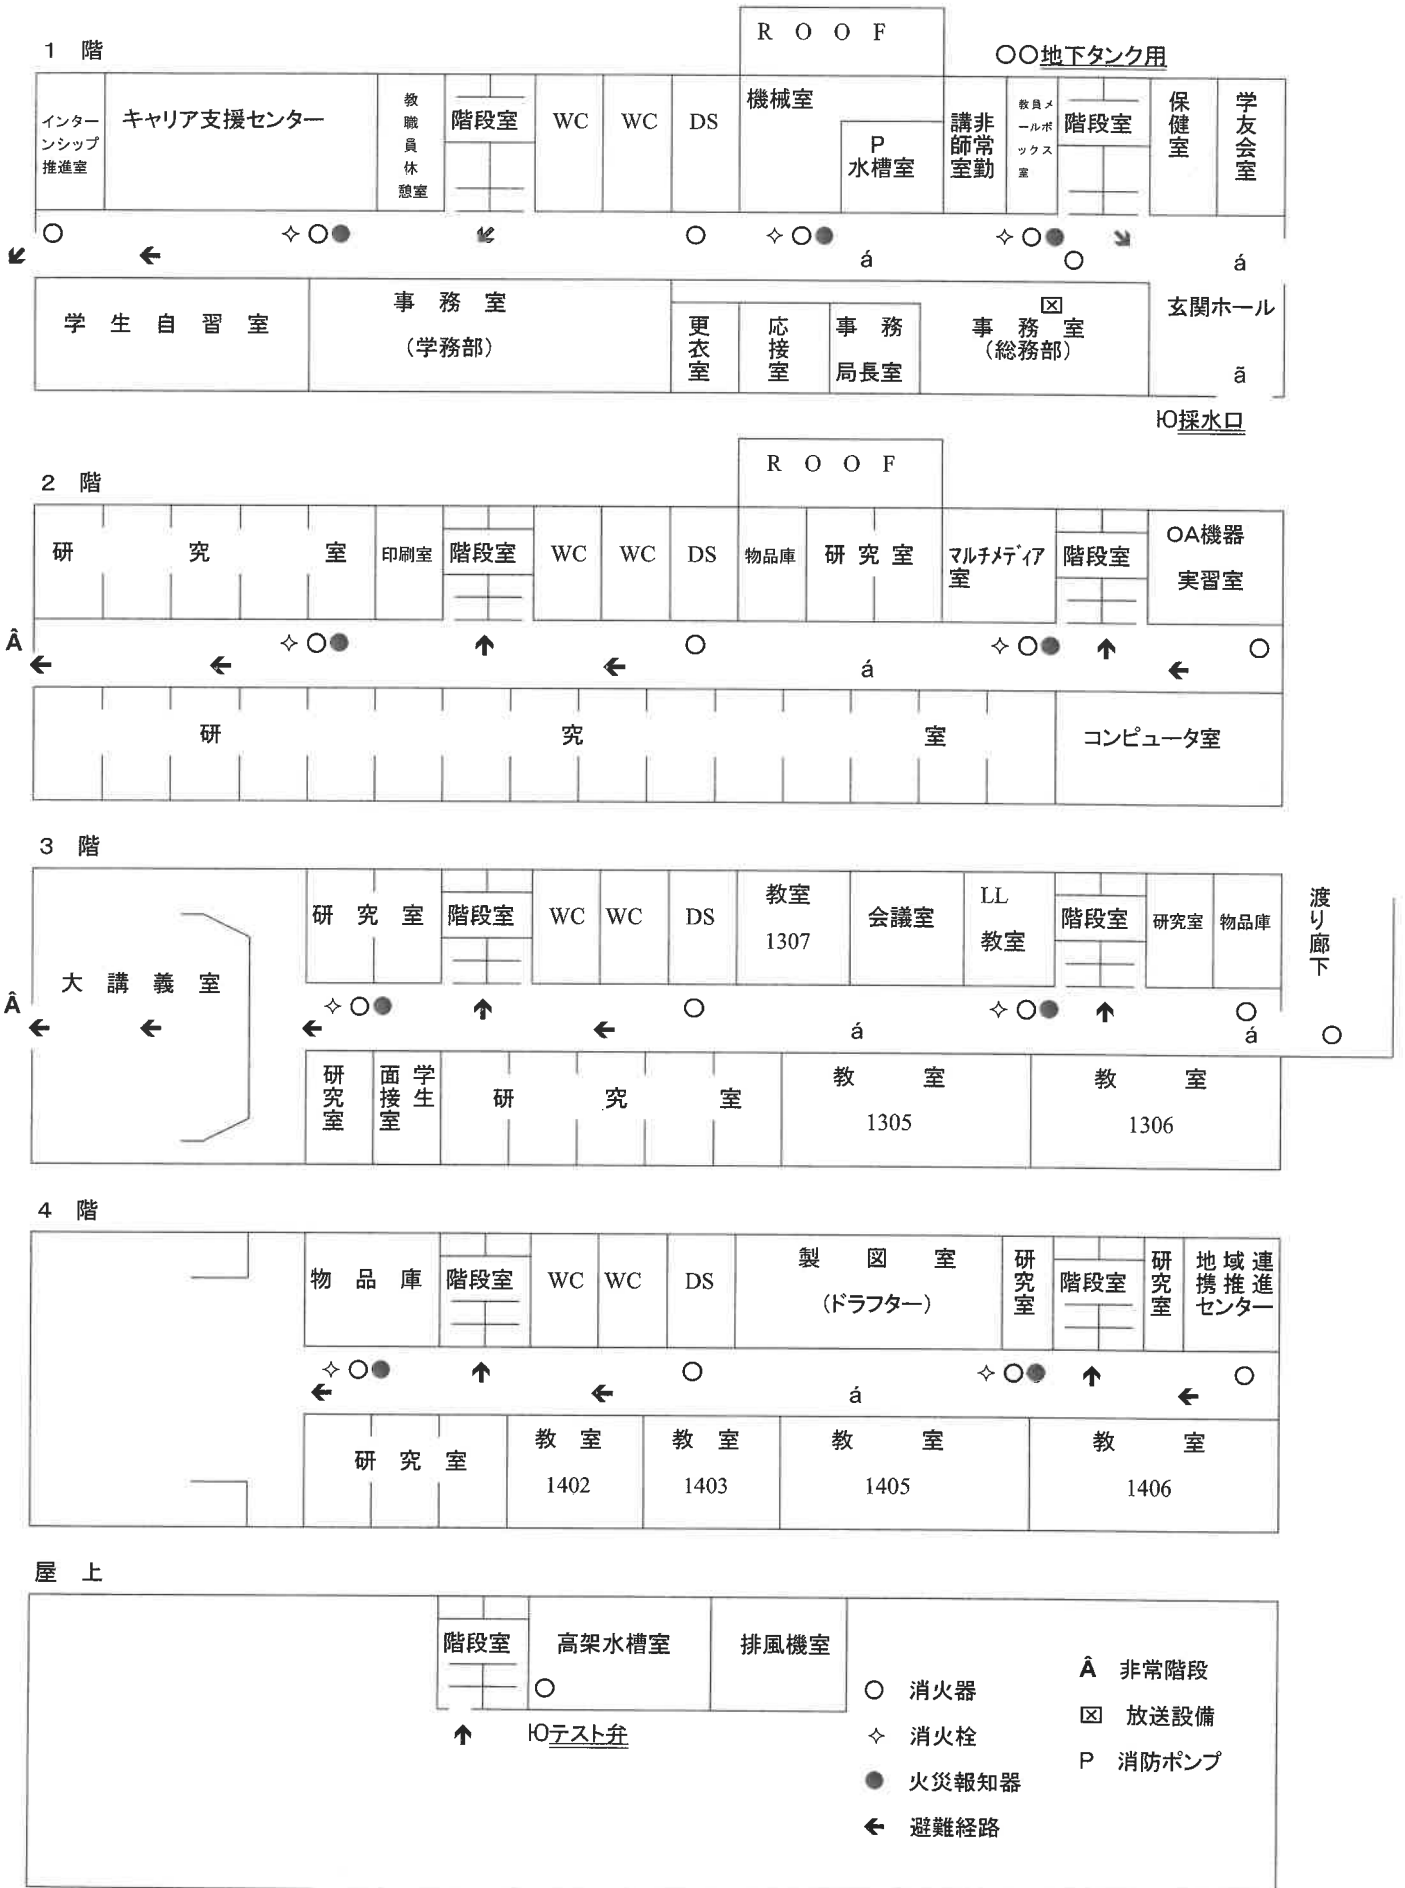 1 階
R O O F
○○地下タンク用
インターンシップ推進室
キャリア支援センター
教職員休憩室
階段室
WC
WC
DS
機械室
P
水槽室
非常勤講師室
教員メールボックス室
階段室
保健室
学友会室
á
á
学 生 自 習 室
事 務 室
(学務部)
更衣室
応接室
事 務
局長室
事 務 室
(総務部)
玄関ホール
ã
Ю採水口
2 階
R O O F
研 究 室
印刷室
階段室
WC
WC
DS
物品庫
研 究 室
マルチメディア室
階段室
OA機器
実習室
Â
á
研 究 室
コンピュータ室
3 階
大 講 義 室
研 究 室
階段室
WC
WC
DS
教室
1307
会議室
LL
教室
階段室
研究室
物品庫
渡り廊下
Â
á
á
研究室
学生面接室
研 究 室
教 室
1305
教 室
1306
4 階
物 品 庫
階段室
WC
WC
DS
製 図 室
(ドラフター)
研究室
階段室
研究室
地域連
携推進
センター
á
研 究 室
教 室
1402
教 室
1403
教 室
1405
教 室
1406
屋 上
階段室
高架水槽室
排風機室
Юテスト弁
○ 消火器
✧ 消火栓
● 火災報知器
← 避難経路
Â 非常階段
☒ 放送設備
P 消防ポンプ